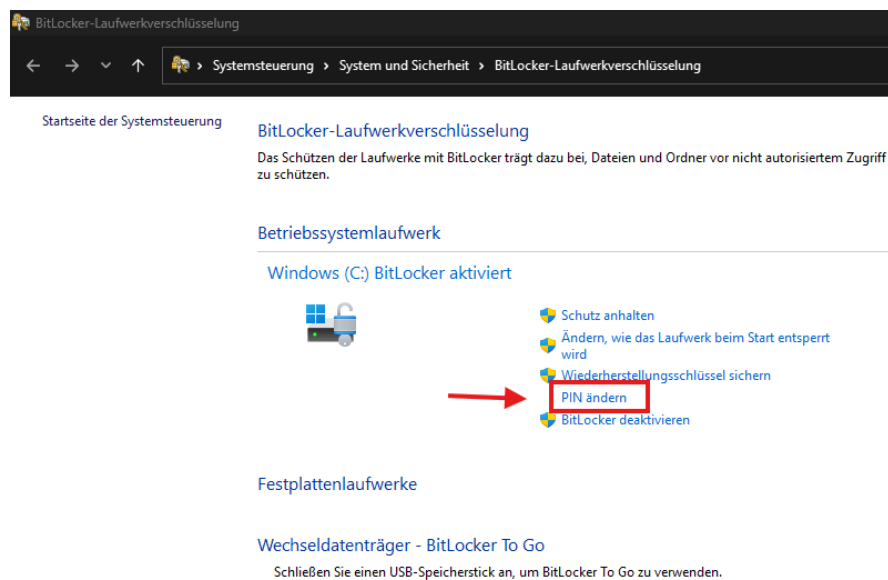 BitLocker-Laufwerkverschlüsselung
Systemsteuerung › System und Sicherheit › BitLocker-Laufwerkverschlüsselung
Startseite der Systemsteuerung
BitLocker-Laufwerkverschlüsselung
Das Schützen der Laufwerke mit BitLocker trägt dazu bei, Dateien und Ordner vor nicht autorisiertem Zugriff
zu schützen.
Betriebssystemlaufwerk
Windows (C:) BitLocker aktiviert
Schutz anhalten
Ändern, wie das Laufwerk beim Start entsperrt
wird
Wiederherstellungsschlüssel sichern
PIN ändern
BitLocker deaktivieren
Festplattenlaufwerke
Wechseldatenträger - BitLocker To Go
Schließen Sie einen USB-Speicherstick an, um BitLocker To Go zu verwenden.